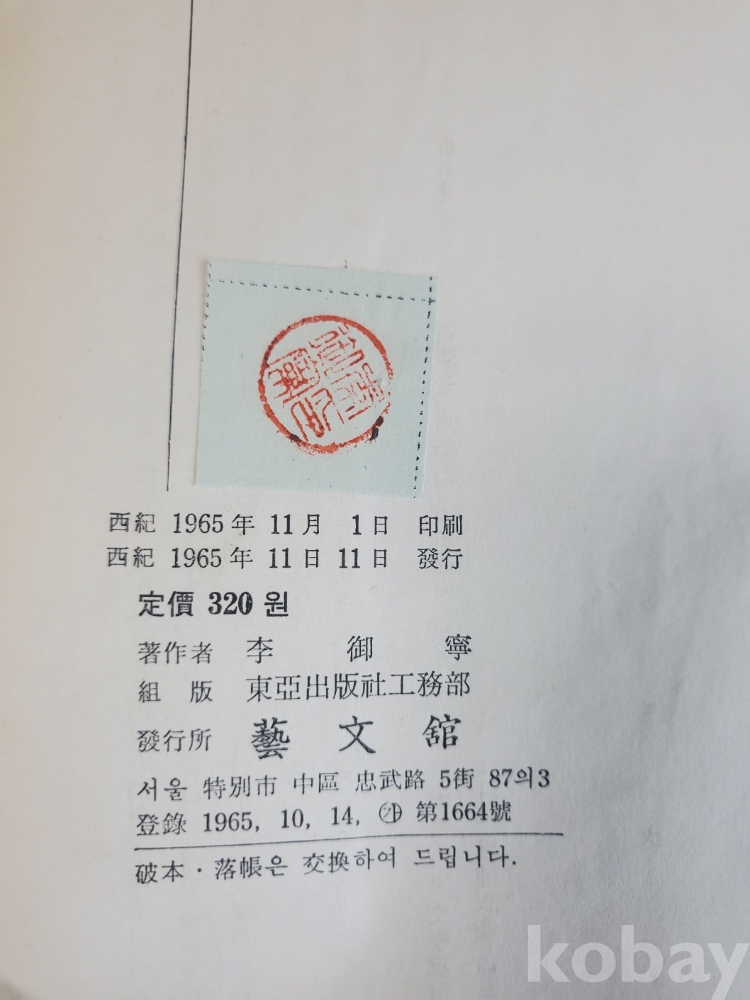 西紀 1965年 11月 1日 印刷
西紀 1965年 11日 11日 發行
定價 320 원
著作者 李御寧
組版 東亞出版社工務部
發行所 藝文舘
서울 特別市 中區 忠武路 5街 87의3
登錄 1965, 10, 14, 第1664號
破本·落帳은 交換하여 드립니다.
kobay